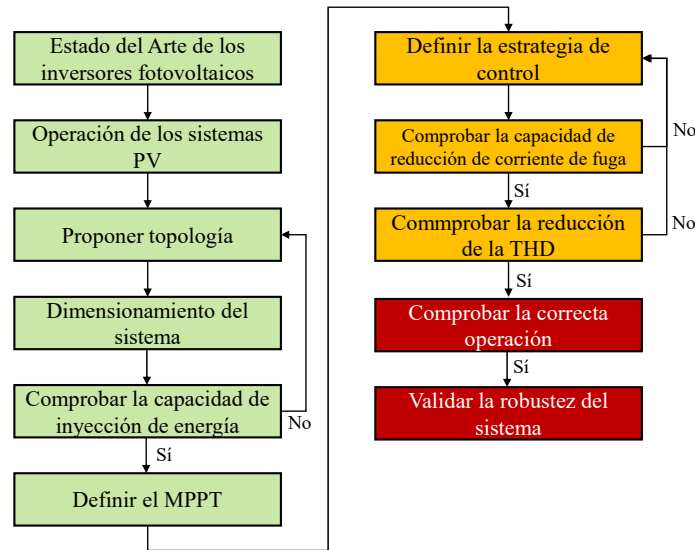 Estado del Arte de los
inversores fotovoltaicos
Operación de los sistemas
PV
Proponer topología
Dimensionamiento del
sistema
Comprobar la capacidad de
inyección de energía
No
Sí
Definir el MPPT
Definir la estrategia de
control
No
Comprobar la capacidad de
reducción de corriente de fuga
Sí
No
Commprobar la reducción
de la THD
Sí
Comprobar la correcta
operación
Sí
Validar la robustez del
sistema